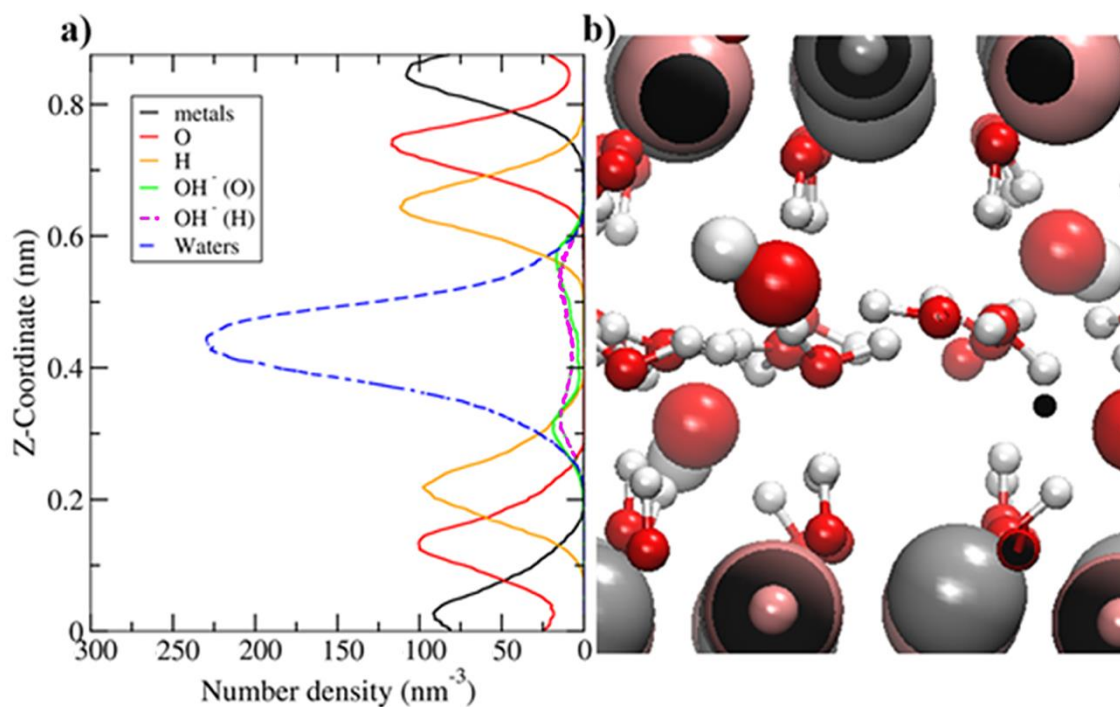 a)
b)
metals
O
H
OH⁻ (O)
OH⁻ (H)
Waters
Z-Coordinate (nm)
0.8
0.6
0.4
0.2
0
300 250 200 150 100 50 0
Number density (nm⁻³)